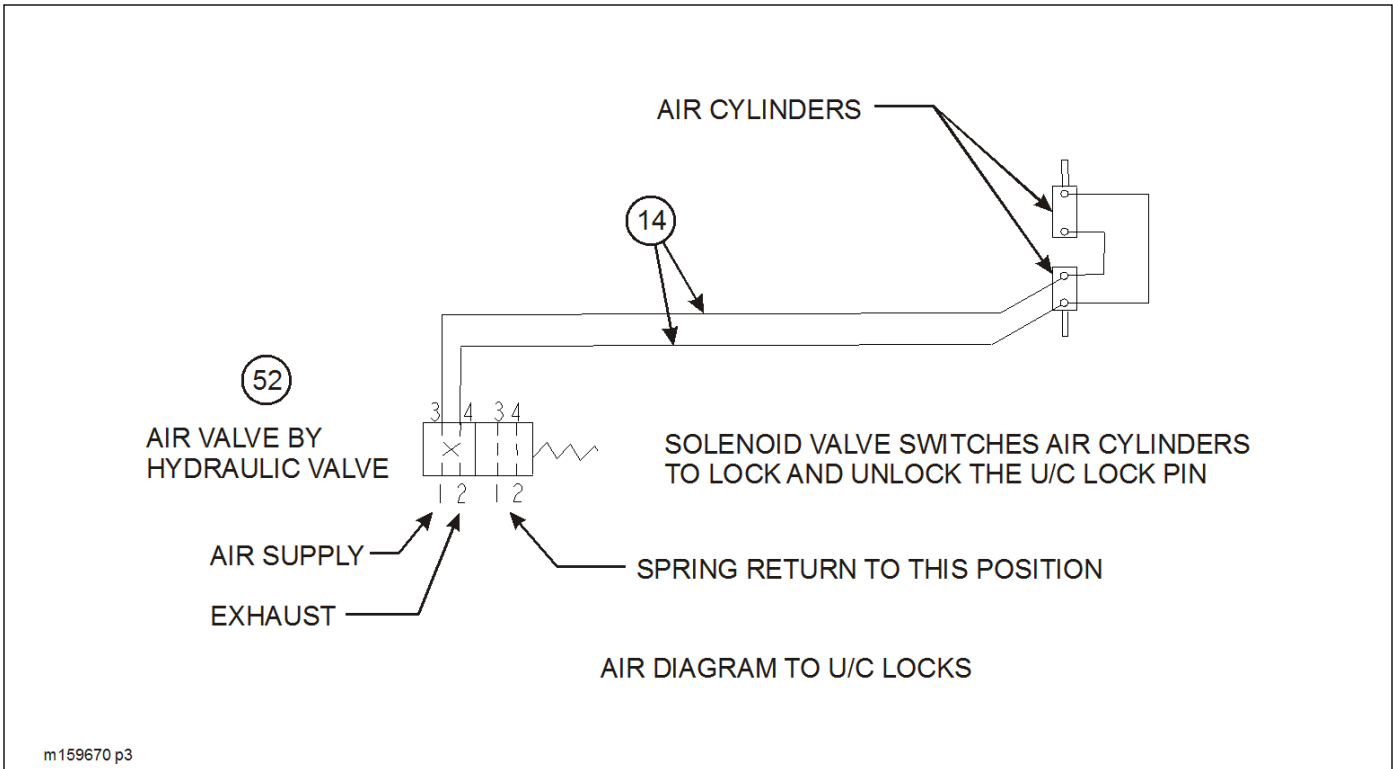 AIR CYLINDERS
14
52
AIR VALVE BY
HYDRAULIC VALVE
3 4 3 4
1 2 1 2
SOLENOID VALVE SWITCHES AIR CYLINDERS
TO LOCK AND UNLOCK THE U/C LOCK PIN
AIR SUPPLY
SPRING RETURN TO THIS POSITION
EXHAUST
AIR DIAGRAM TO U/C LOCKS
m159670 p3